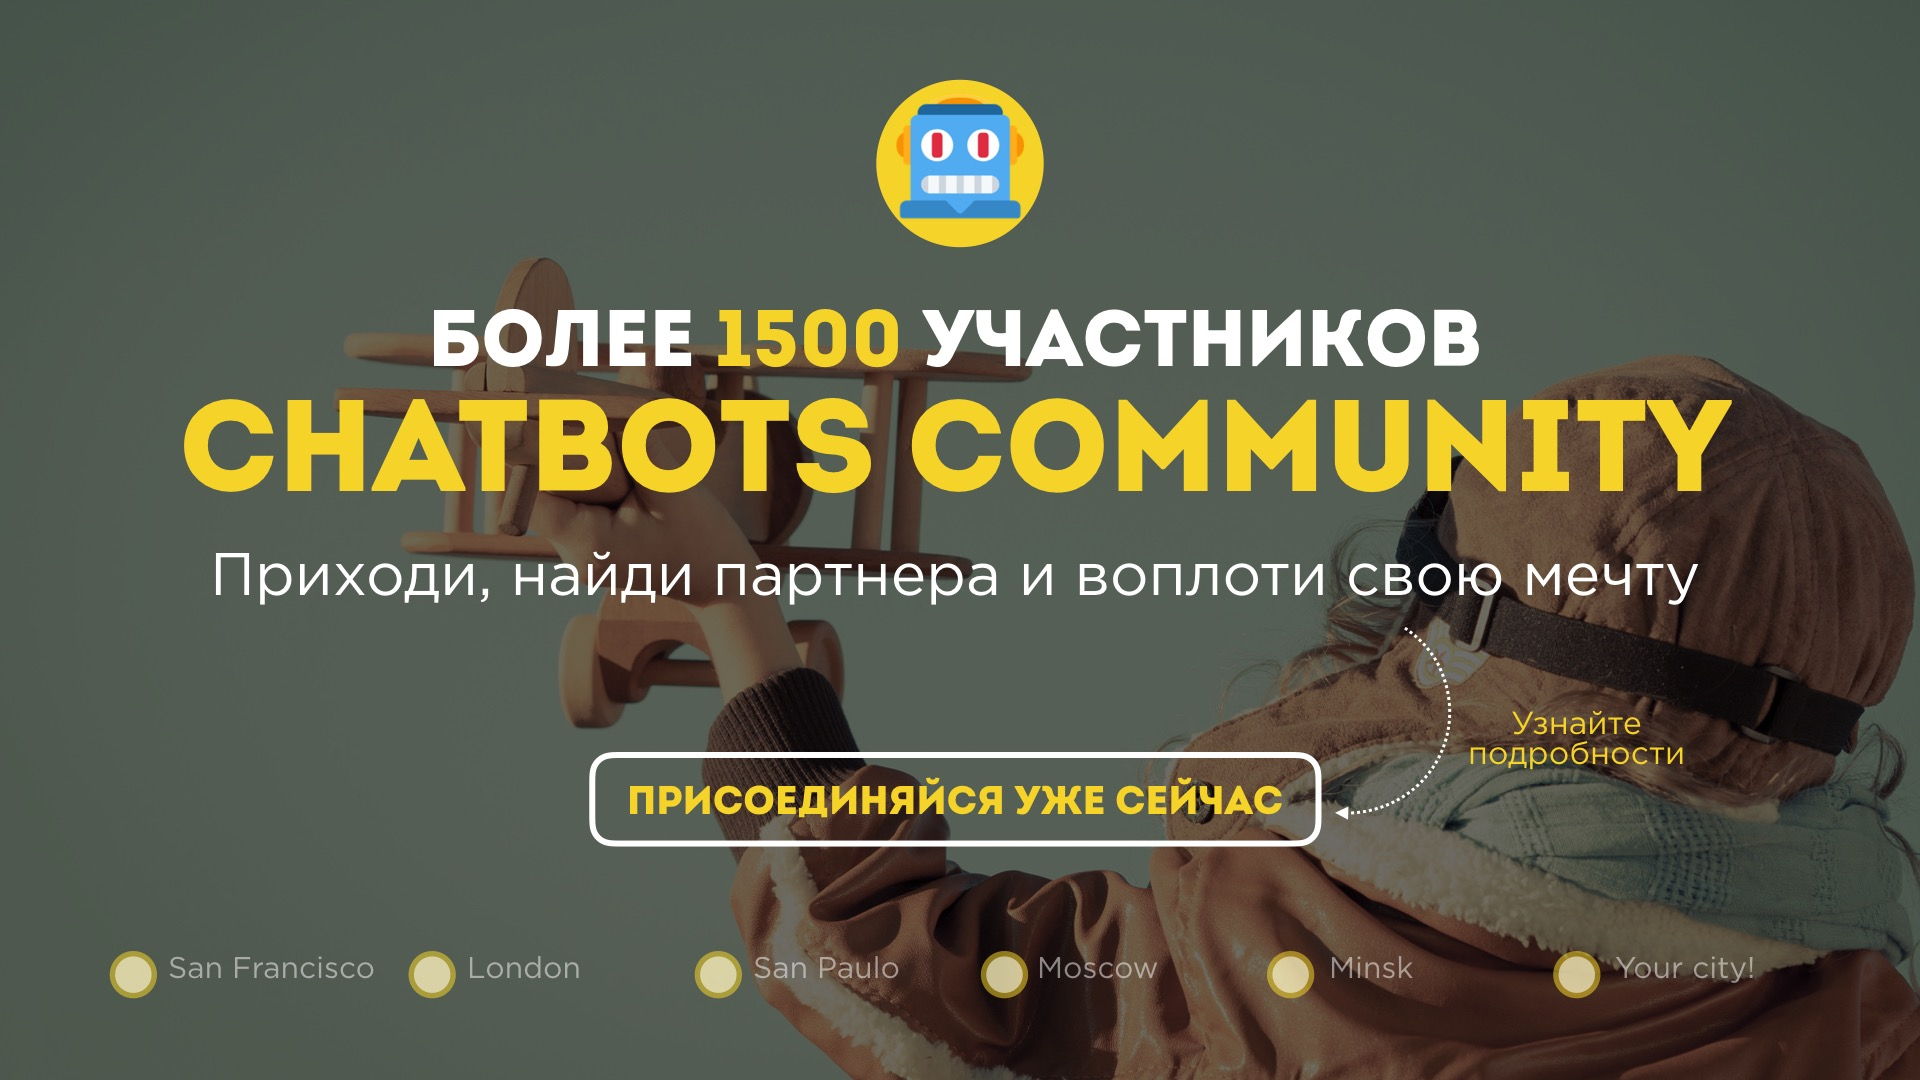 БОЛЕЕ 1500 УЧАСТНИКОВ
CHATBOTS COMMUNITY
Приходи, найди партнера и воплоти свою мечту
Узнайте
подробности
ПРИСОЕДИНЯЙСЯ УЖЕ СЕЙЧАС
San Francisco
London
San Paulo
Moscow
Minsk
Your city!